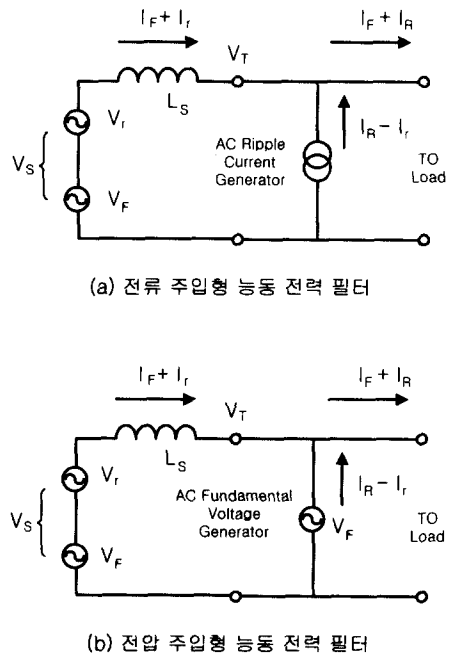 I_F + I_r
I_F + I_R
V_T
L_S
V_r
V_S
V_F
AC Ripple
Current
Generator
I_R − I_r
TO
Load
(a) 전류 주입형 능동 전력 필터
I_F + I_r
I_F + I_R
V_T
L_S
V_r
V_S
V_F
AC Fundamental
Voltage
Generator
I_R − I_r
V_F
TO
Load
(b) 전압 주입형 능동 전력 필터